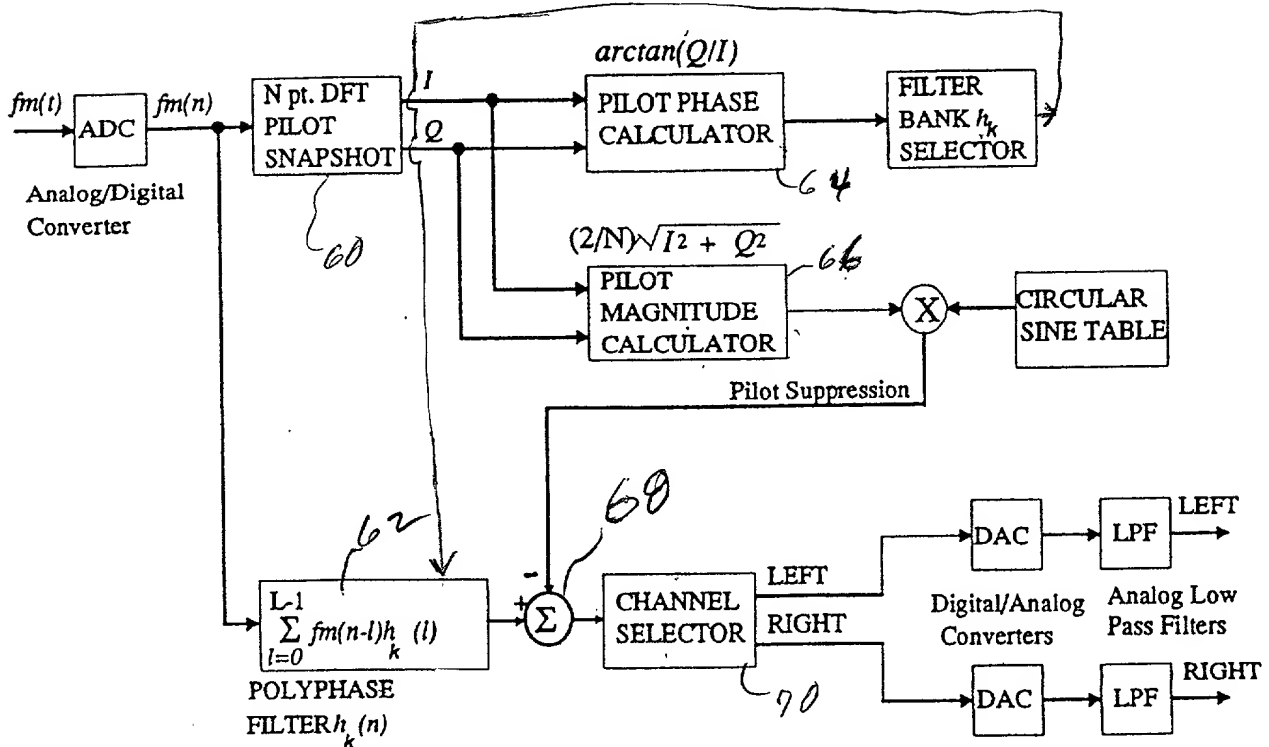 arctan(Q/I)
fm(t)
ADC
fm(n)
N pt. DFT
PILOT
SNAPSHOT
I
Q
PILOT PHASE
CALCULATOR
FILTER
BANK h_k
SELECTOR
Analog/Digital
Converter
60
64
(2/N)√(I² + Q²)
66
PILOT
MAGNITUDE
CALCULATOR
X
CIRCULAR
SINE TABLE
Pilot Suppression
62
68
L-1
Σ fm(n-l)h_k (l)
l=0
POLYPHASE
FILTER h_k (n)
-
+
Σ
CHANNEL
SELECTOR
70
LEFT
RIGHT
DAC
LPF
LEFT
Digital/Analog
Converters
Analog Low
Pass Filters
DAC
LPF
RIGHT